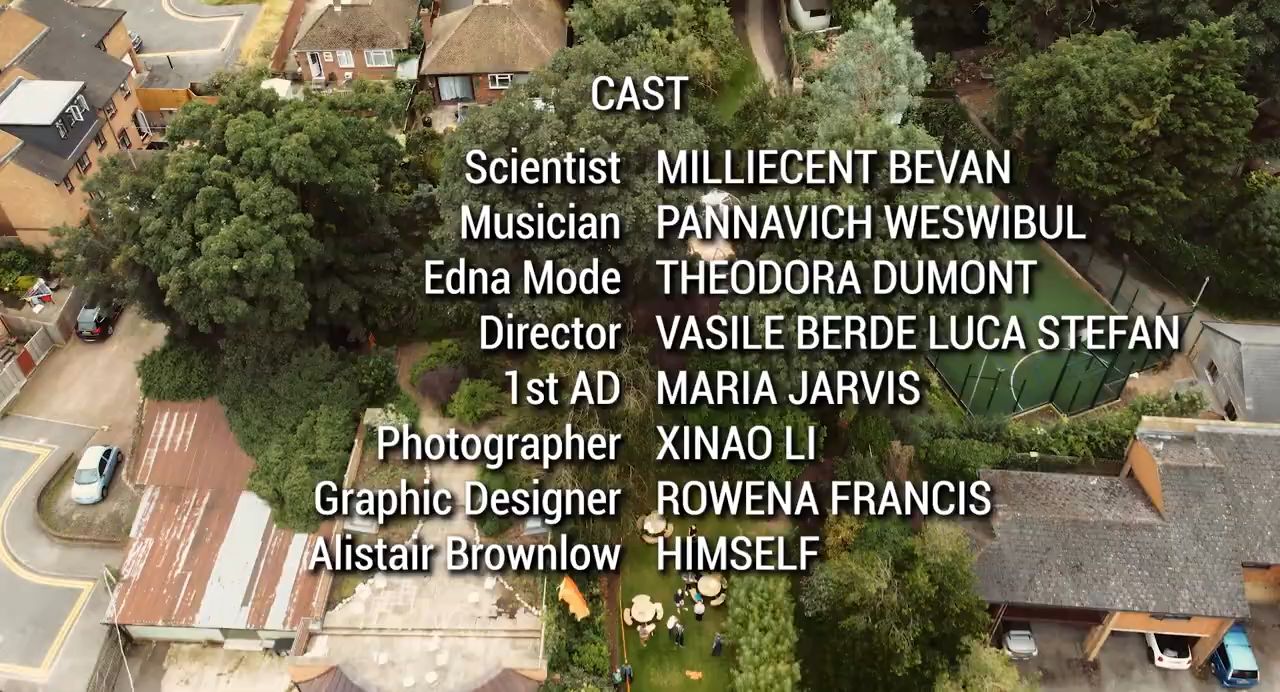 CAST
Scientist MILLIECENT BEVAN
Musician PANNAVICH WESWIBUL
Edna Mode THEODORA DUMONT
Director VASILE BERDE LUCA STEFAN
1st AD MARIA JARVIS
Photographer XINAO LI
Graphic Designer ROWENA FRANCIS
Alistair Brownlow HIMSELF